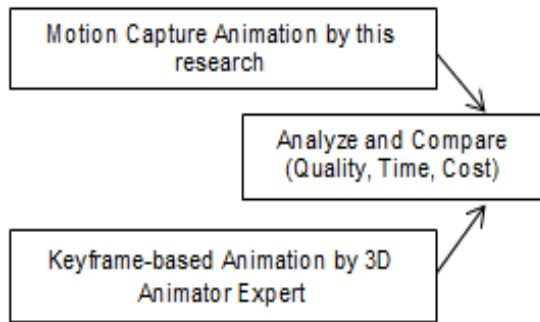 Motion Capture Animation by this
research
Analyze and Compare
(Quality, Time, Cost)
Keyframe-based Animation by 3D
Animator Expert